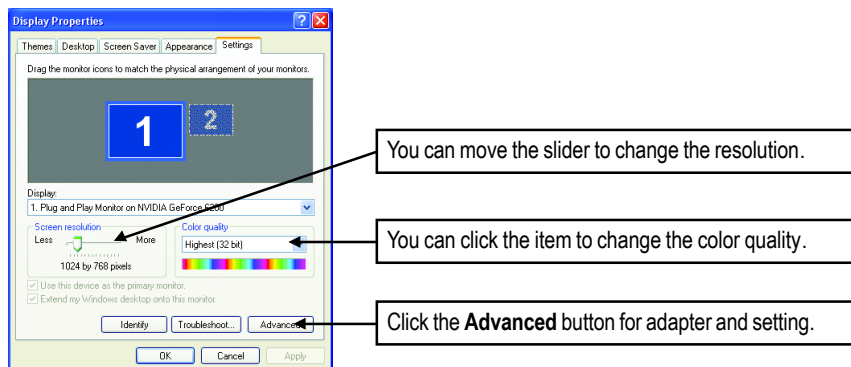 Display Properties
Themes Desktop Screen Saver Appearance Settings
Drag the monitor icons to match the physical arrangement of your monitors.
1 2
You can move the slider to change the resolution.
Display:
1. Plug and Play Monitor on NVIDIA GeForce 6200
Screen resolution Color quality
Less More Highest (32 bit)
You can click the item to change the color quality.
1024 by 768 pixels
Use this device as the primary monitor.
Extend my Windows desktop onto this monitor.
Identify Troubleshoot... Advanced
Click the Advanced button for adapter and setting.
OK Cancel Apply